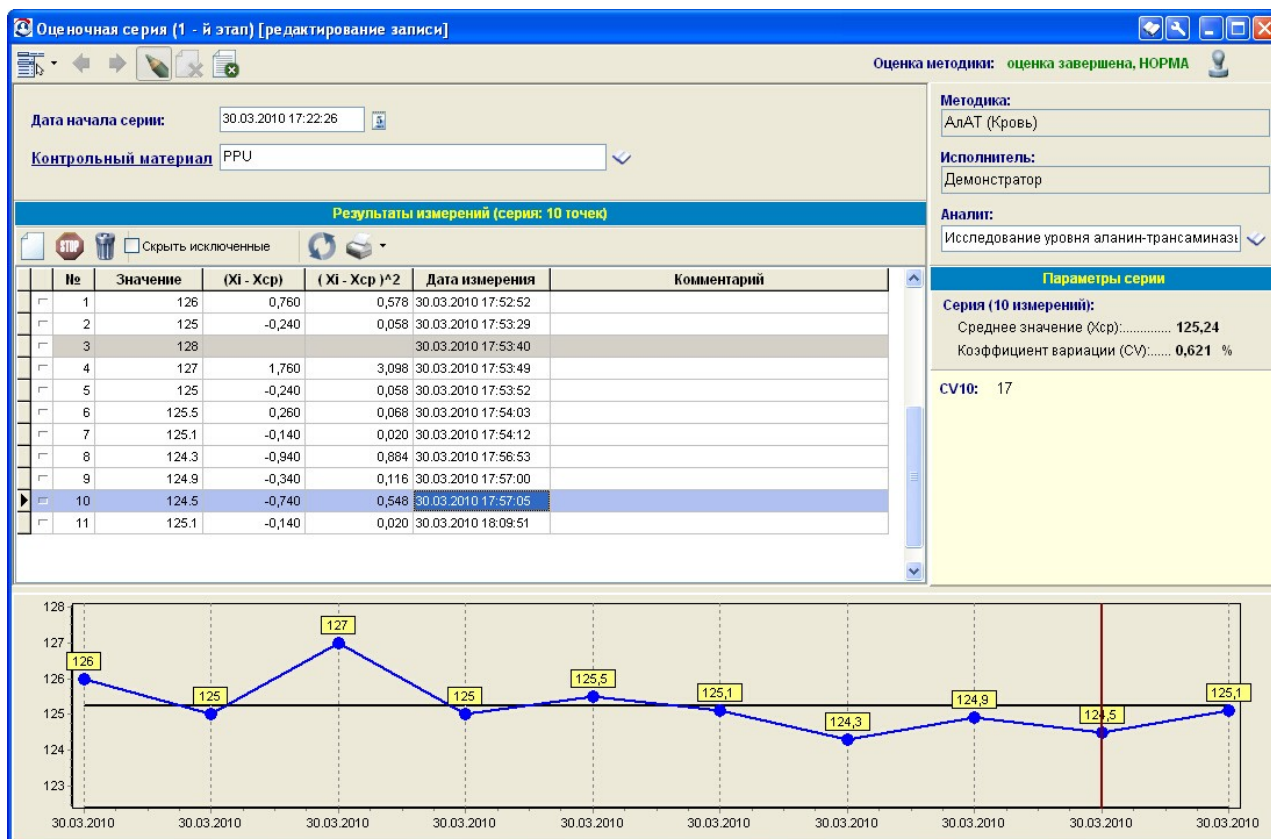 Оценочная серия (1 - й этап) [редактирование записи]
Оценка методики: оценка завершена, НОРМА
Дата начала серии: 30.03.2010 17:22:26
Контрольный материал PPU
Методика:
АлАТ (Кровь)
Исполнитель:
Демонстратор
Аналит:
Исследование уровня аланин-трансаминазь
Результаты измерений (серия: 10 точек)
STOP Скрыть исключенные
№ Значение (Xi - Xcp) ( Xi - Xcp )^2 Дата измерения Комментарий
1 126 0,760 0,578 30.03.2010 17:52:52
2 125 -0,240 0,058 30.03.2010 17:53:29
3 128 30.03.2010 17:53:40
4 127 1,760 3,098 30.03.2010 17:53:49
5 125 -0,240 0,058 30.03.2010 17:53:52
6 125.5 0,260 0,068 30.03.2010 17:54:03
7 125.1 -0,140 0,020 30.03.2010 17:54:12
8 124.3 -0,940 0,884 30.03.2010 17:56:53
9 124.9 -0,340 0,116 30.03.2010 17:57:00
10 124.5 -0,740 0,548 30.03.2010 17:57:05
11 125.1 -0,140 0,020 30.03.2010 18:09:51
Параметры серии
Серия (10 измерений):
Среднее значение (Xcp):............. 125,24
Коэффициент вариации (CV):...... 0,621 %
CV10: 17
128
127
126
125
124
123
126
125
127
125
125,5
125,1
124,3
124,9
124,5
125,1
30.03.2010 30.03.2010 30.03.2010 30.03.2010 30.03.2010 30.03.2010 30.03.2010 30.03.2010 30.03.2010 30.03.2010